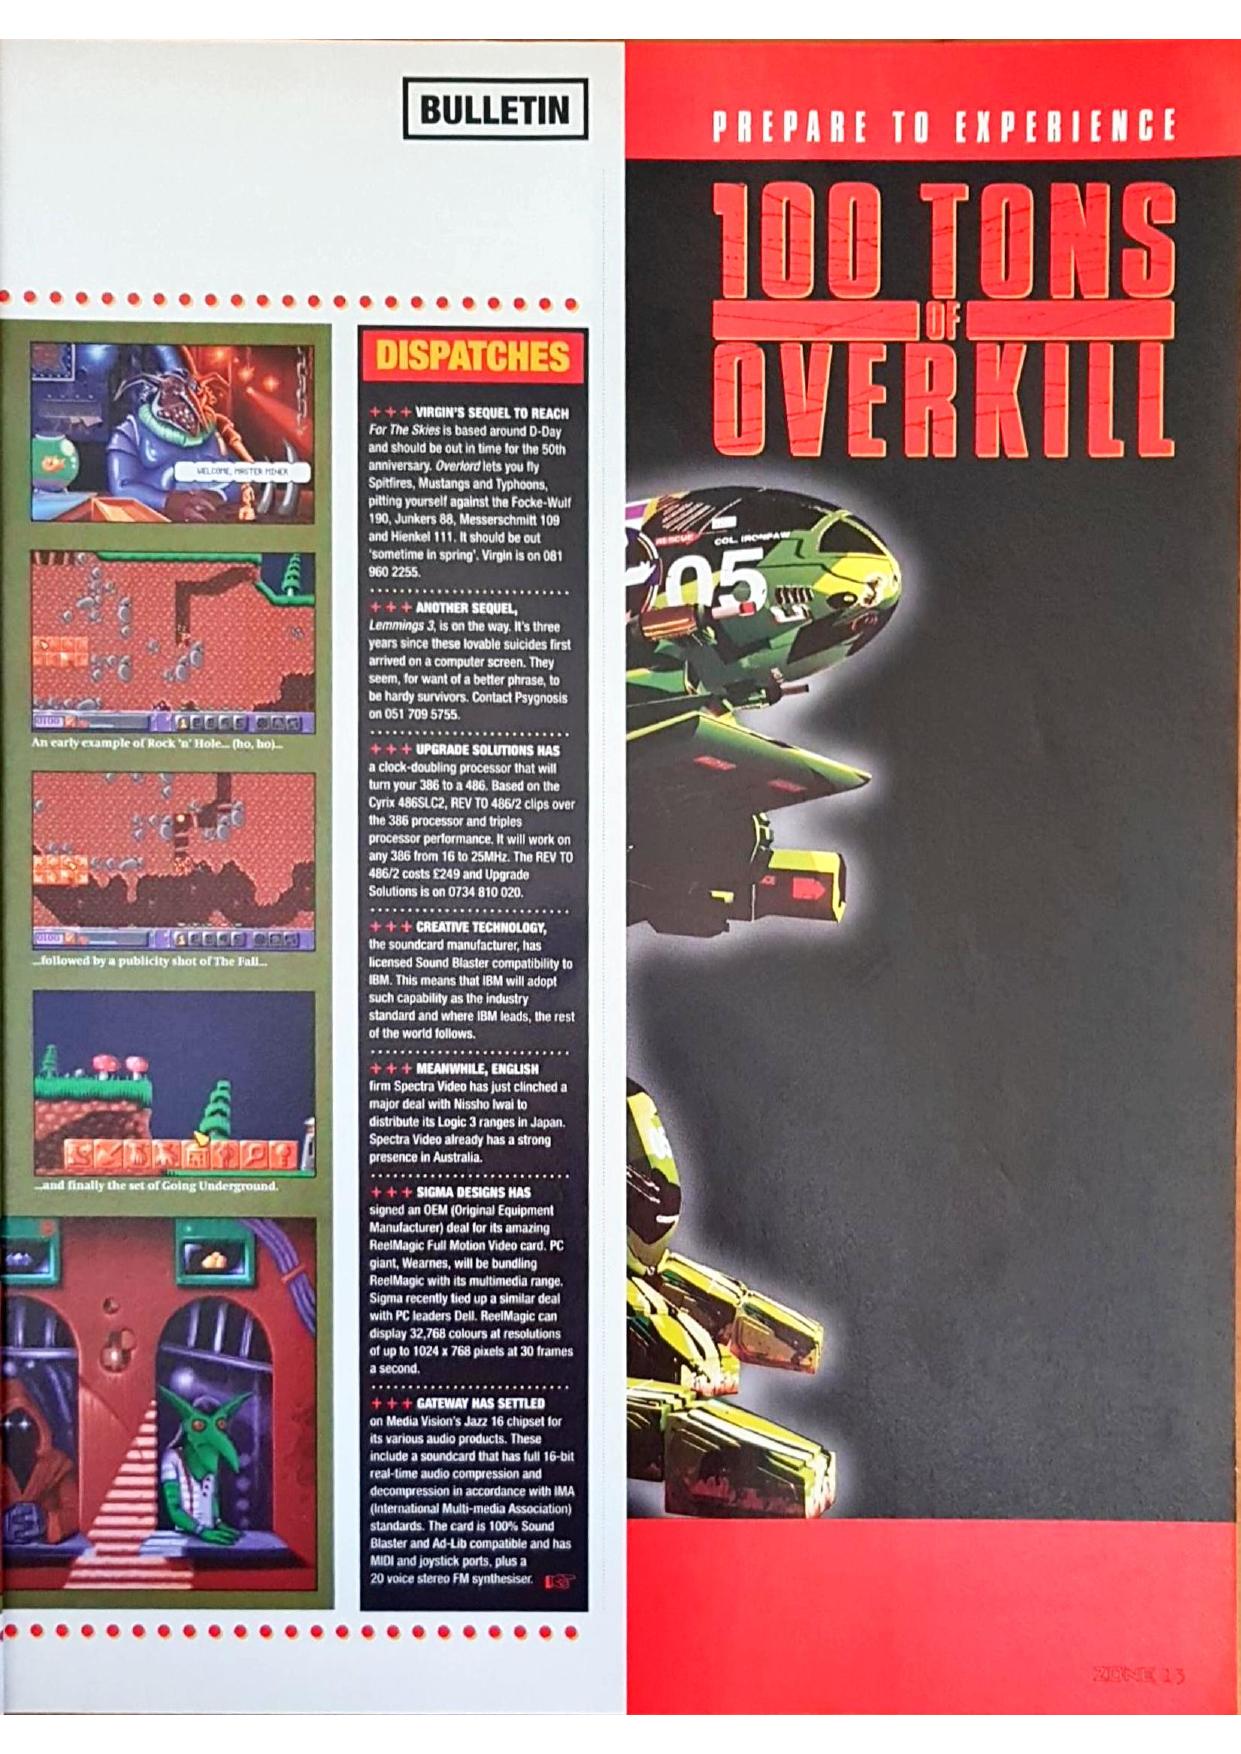 BULLETIN
WELCOME, MASTER MINER
An early example of Rock 'n' Hole... (ho, ho)...
...followed by a publicity shot of The Fall...
...and finally the set of Going Underground.
DISPATCHES
+ + + VIRGIN'S SEQUEL TO REACH
For The Skies is based around D-Day
and should be out in time for the 50th
anniversary. Overlord lets you fly
Spitfires, Mustangs and Typhoons,
pitting yourself against the Focke-Wulf
190, Junkers 88, Messerschmitt 109
and Hienkel 111. It should be out
'sometime in spring'. Virgin is on 081
960 2255.
+ + + ANOTHER SEQUEL,
Lemmings 3, is on the way. It's three
years since these lovable suicides first
arrived on a computer screen. They
seem, for want of a better phrase, to
be hardy survivors. Contact Psygnosis
on 051 709 5755.
+ + + UPGRADE SOLUTIONS HAS
a clock-doubling processor that will
turn your 386 to a 486. Based on the
Cyrix 486SLC2, REV TO 486/2 clips over
the 386 processor and triples
processor performance. It will work on
any 386 from 16 to 25MHz. The REV TO
486/2 costs £249 and Upgrade
Solutions is on 0734 810 020.
+ + + CREATIVE TECHNOLOGY,
the soundcard manufacturer, has
licensed Sound Blaster compatibility to
IBM. This means that IBM will adopt
such capability as the industry
standard and where IBM leads, the rest
of the world follows.
+ + + MEANWHILE, ENGLISH
firm Spectra Video has just clinched a
major deal with Nissho Iwai to
distribute its Logic 3 ranges in Japan.
Spectra Video already has a strong
presence in Australia.
+ + + SIGMA DESIGNS HAS
signed an OEM (Original Equipment
Manufacturer) deal for its amazing
ReelMagic Full Motion Video card. PC
giant, Wearnes, will be bundling
ReelMagic with its multimedia range.
Sigma recently tied up a similar deal
with PC leaders Dell. ReelMagic can
display 32,768 colours at resolutions
of up to 1024 x 768 pixels at 30 frames
a second.
+ + + GATEWAY HAS SETTLED
on Media Vision's Jazz 16 chipset for
its various audio products. These
include a soundcard that has full 16-bit
real-time audio compression and
decompression in accordance with IMA
(International Multi-media Association)
standards. The card is 100% Sound
Blaster and Ad-Lib compatible and has
MIDI and joystick ports, plus a
20 voice stereo FM synthesiser.
PREPARE TO EXPERIENCE
100 TONS
OF
OVERKILL
RESCUE
COL. IRONPAW
05
ZONE 13